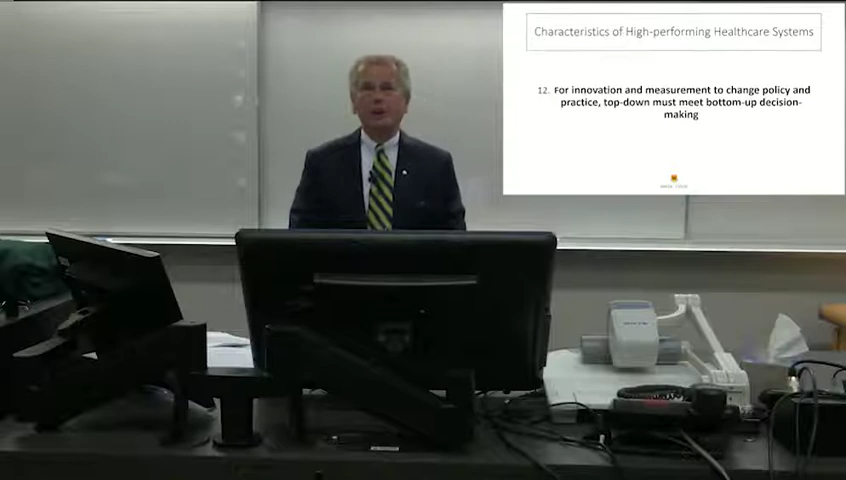 Characteristics of High-performing Healthcare Systems
12. For innovation and measurement to change policy and
practice, top-down must meet bottom-up decision-
making